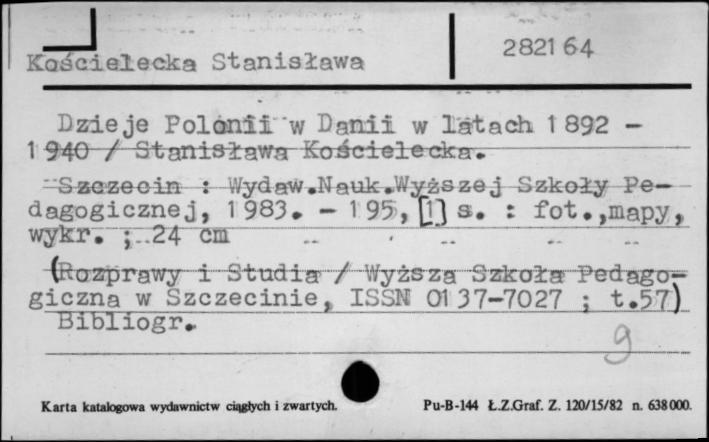 Kościelecka Stanisława
282164
Dzieje Polonii w Danii w latach 1892 -
1940 / Stanisława Kościelecka.
Szczecin : Wydaw.Nauk.Wyższej Szkoły Pe-
dagogicznej, 1983. - 195, [1] s. : fot.,mapy,
wykr. ; 24 cm
(Rozprawy i Studia / Wyższa Szkoła Pedago-
giczna w Szczecinie, ISSN 0137-7027 ; t.57)
Bibliogr.
g
Karta katalogowa wydawnictw ciągłych i zwartych.
Pu-B-144 Ł.Z.Graf. Z. 120/15/82 n. 638000.